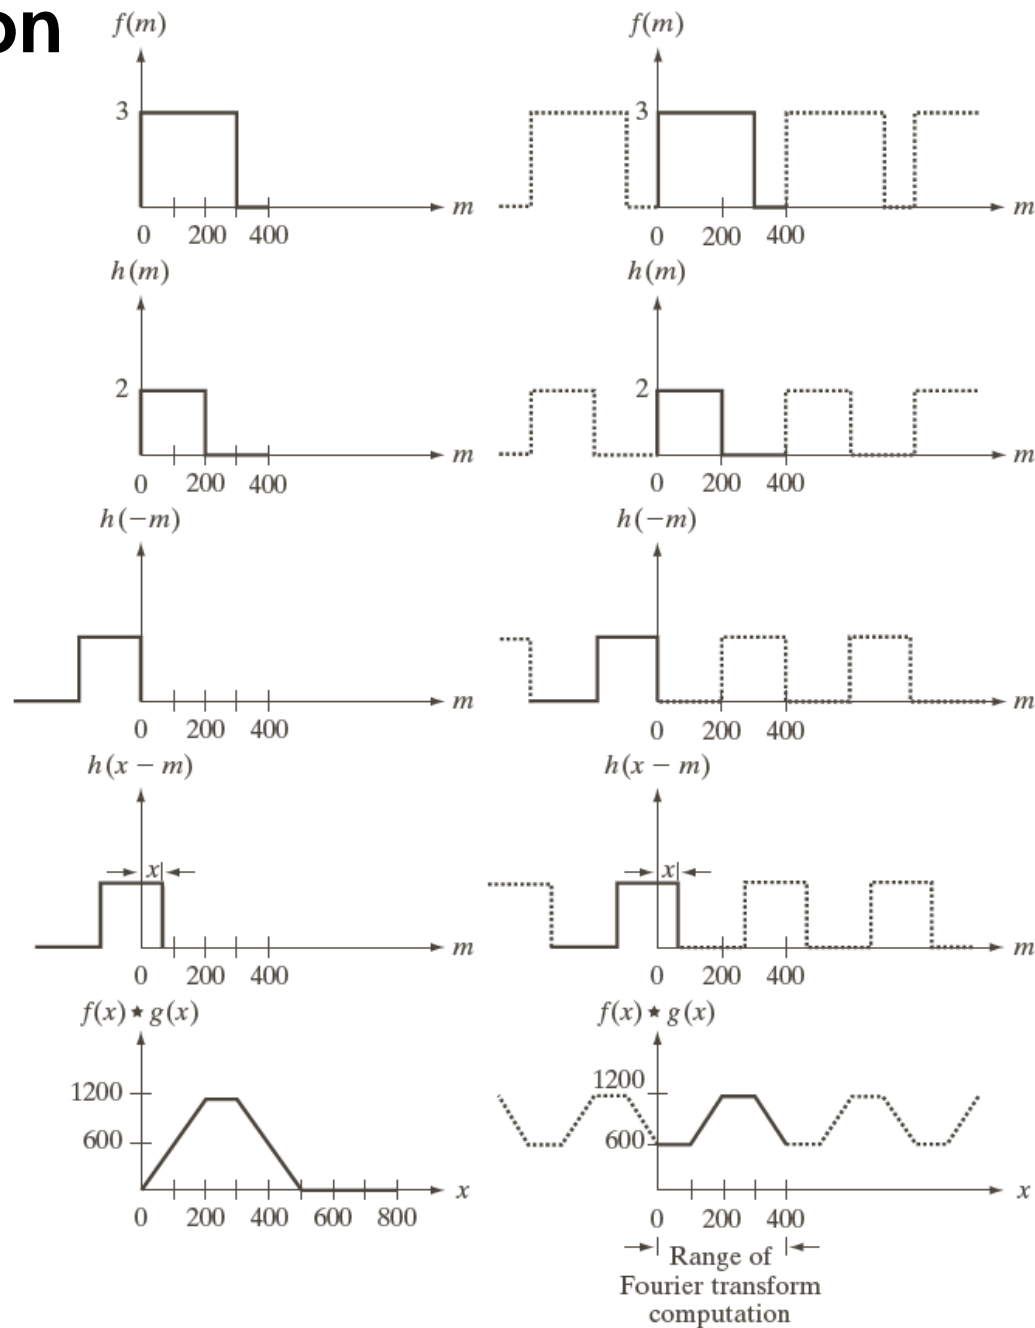 on
f(m)
3
0 200 400
m
h(m)
2
0 200 400
m
h(−m)
0 200 400
m
h(x − m)
x
0 200 400
m
f(x) ★ g(x)
1200
600
0 200 400 600 800
x
f(m)
3
0 200 400
m
h(m)
2
0 200 400
m
h(−m)
0 200 400
m
h(x − m)
x
0 200 400
m
f(x) ★ g(x)
1200
600
0 200 400
x
Range of
Fourier transform
computation